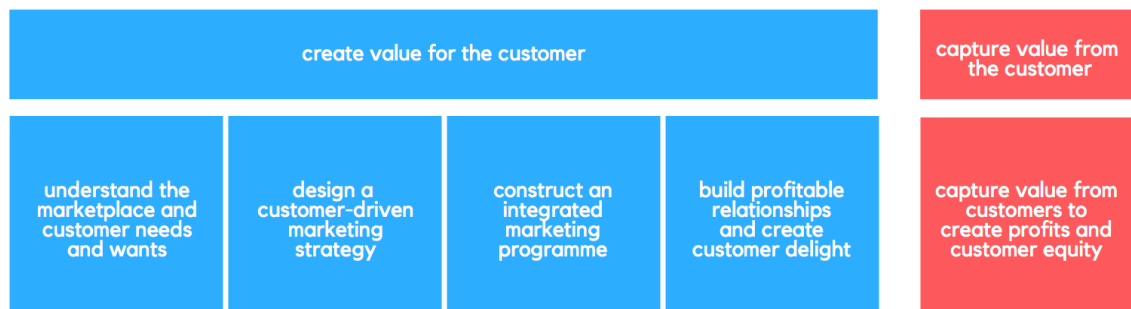 create value for the customer
capture value from
the customer
understand the
marketplace and
customer needs
and wants
design a
customer-driven
marketing
strategy
construct an
integrated
marketing
programme
build profitable
relationships
and create
customer delight
capture value from
customers to
create profits and
customer equity